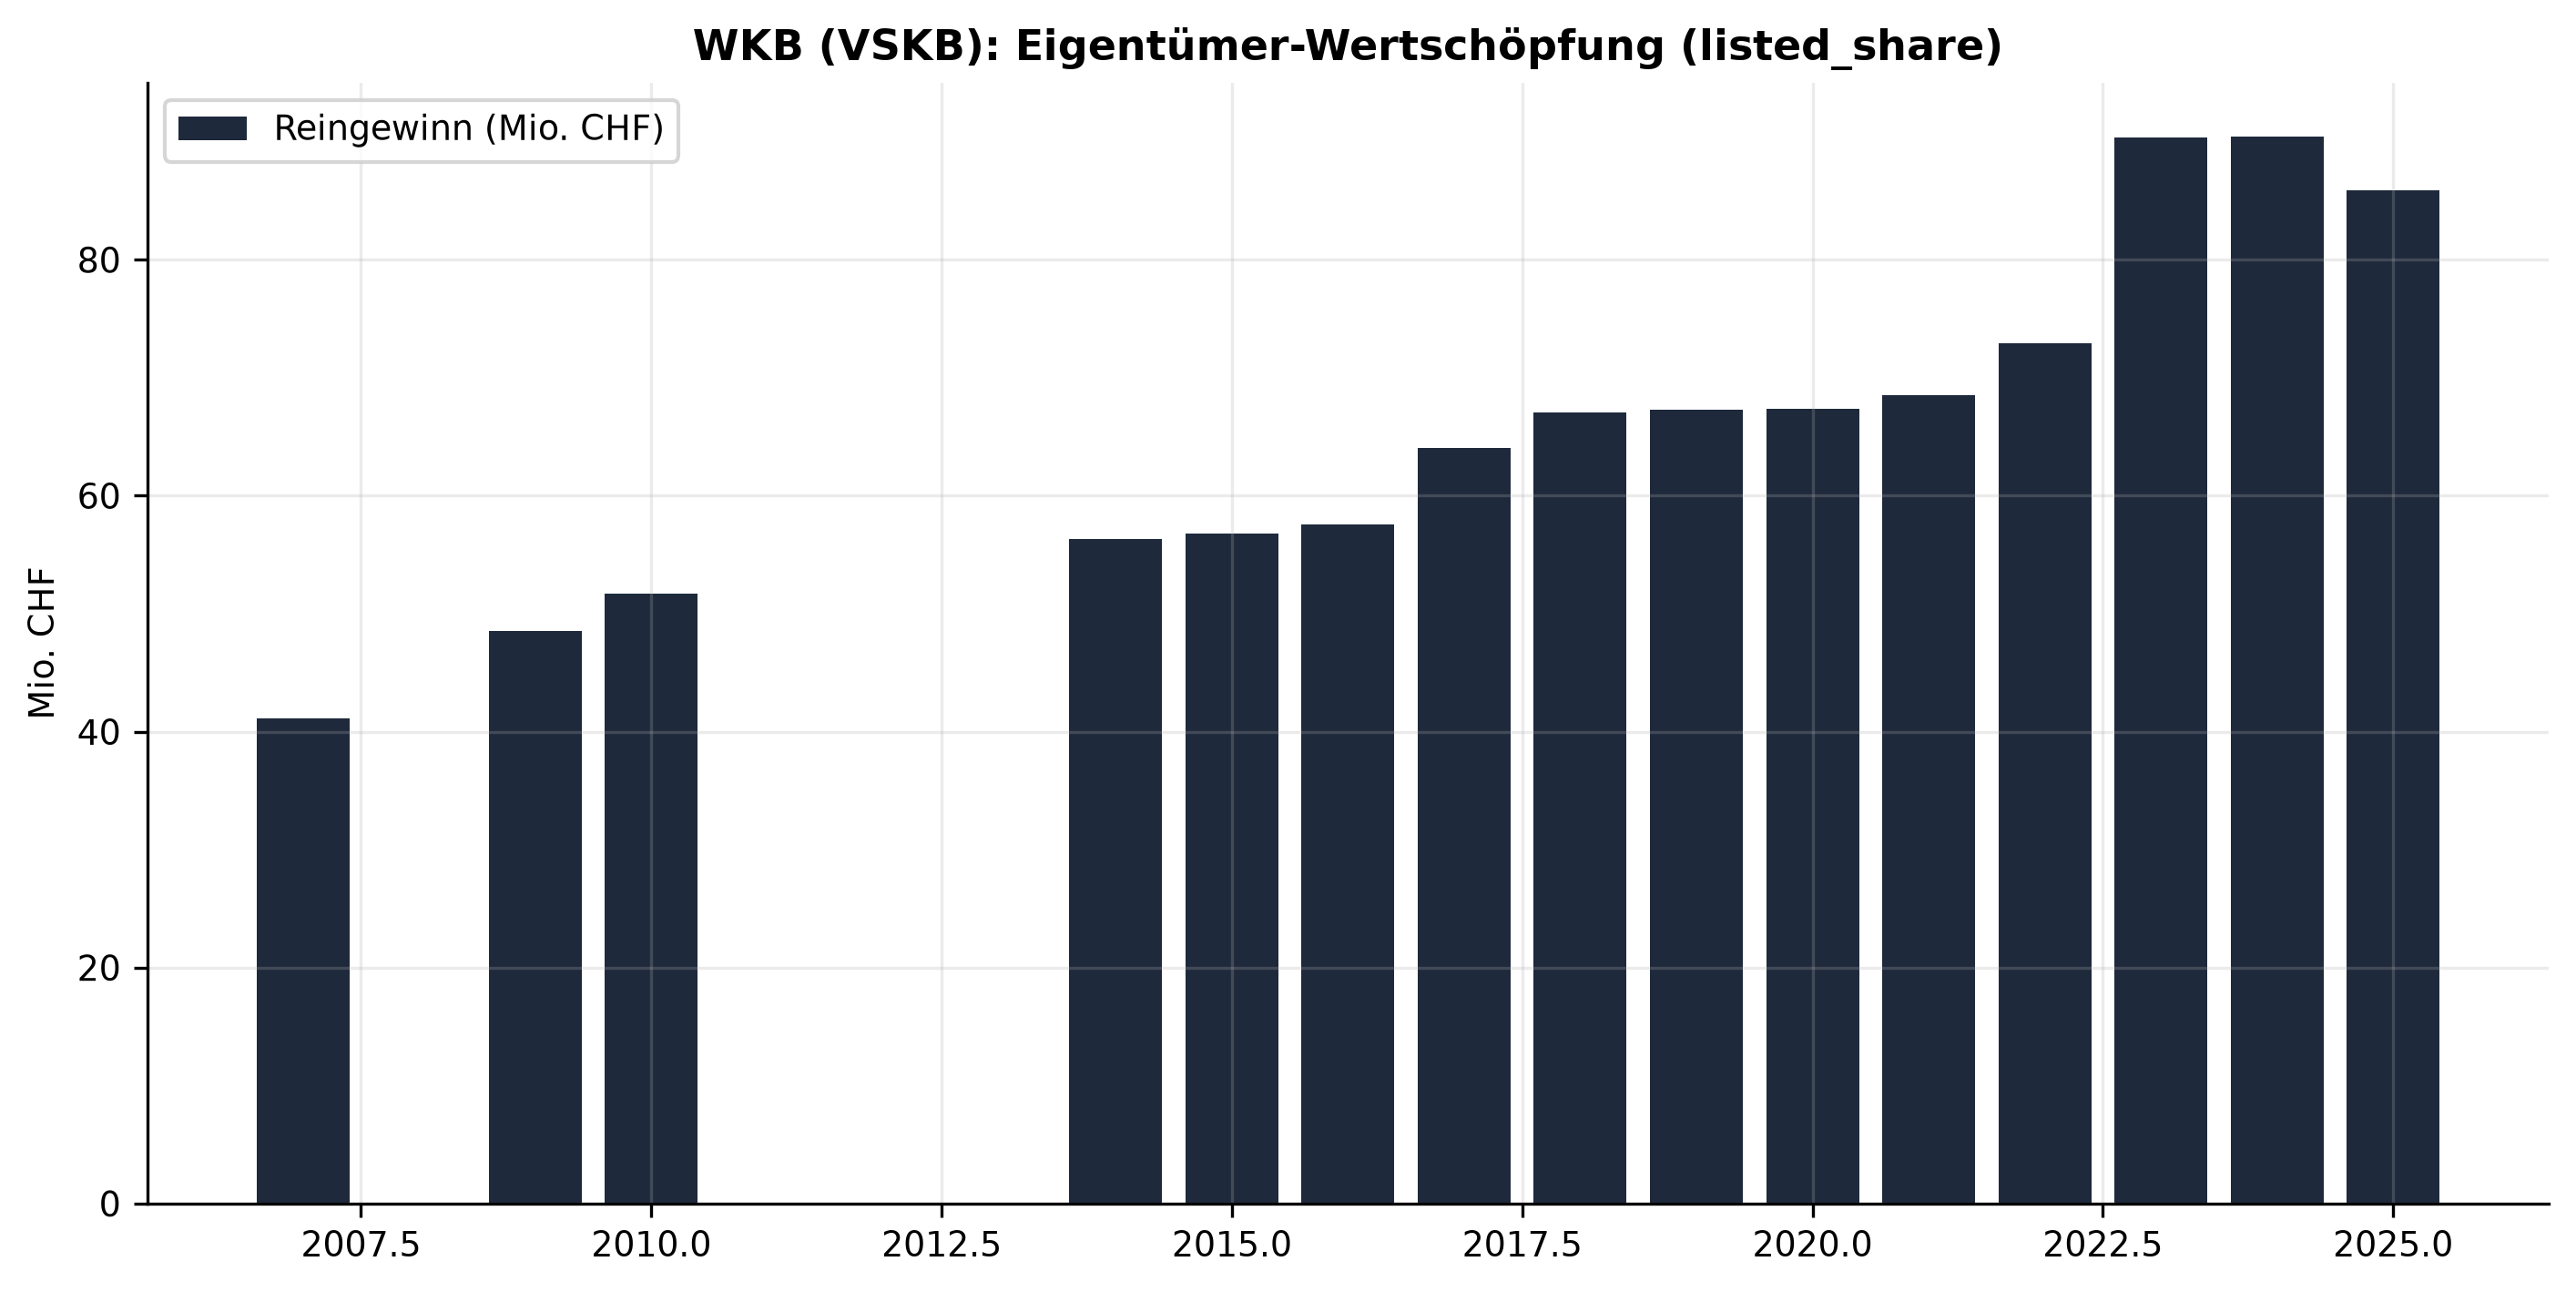 WKB (VSKB): Eigentümer-Wertschöpfung (listed_share)
Reingewinn (Mio. CHF)
Mio. CHF
80
60
40
20
0
2007.5 2010.0 2012.5 2015.0 2017.5 2020.0 2022.5 2025.0